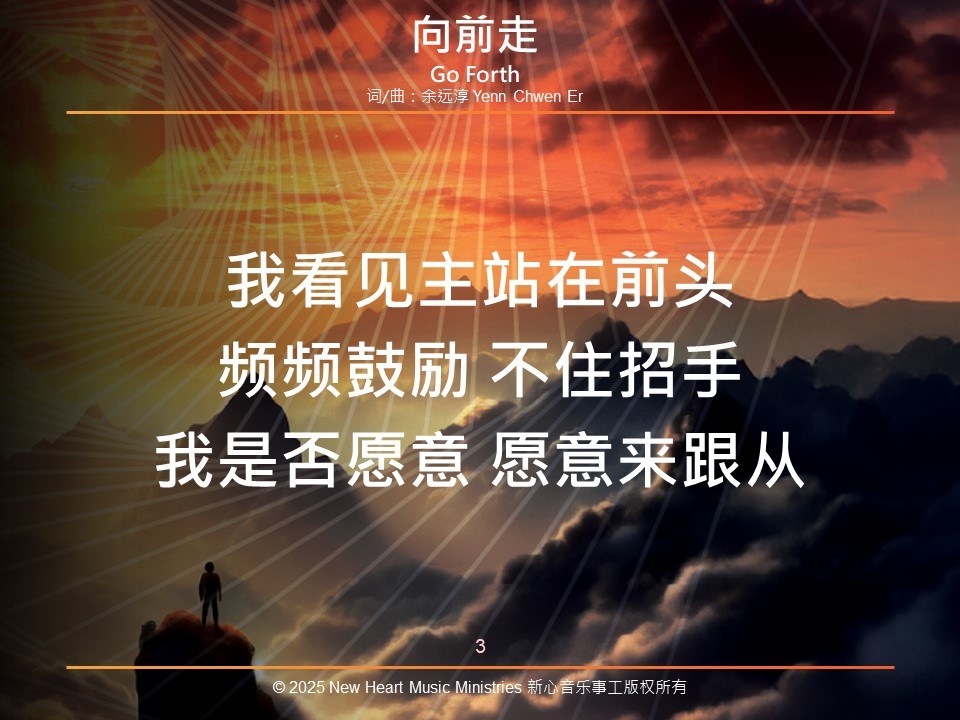 向前走
Go Forth
词/曲：余远淳 Yenn Chwen Er
我看见主站在前头
频频鼓励 不住招手
我是否愿意 愿意来跟从
3
© 2025 New Heart Music Ministries 新心音乐事工版权所有